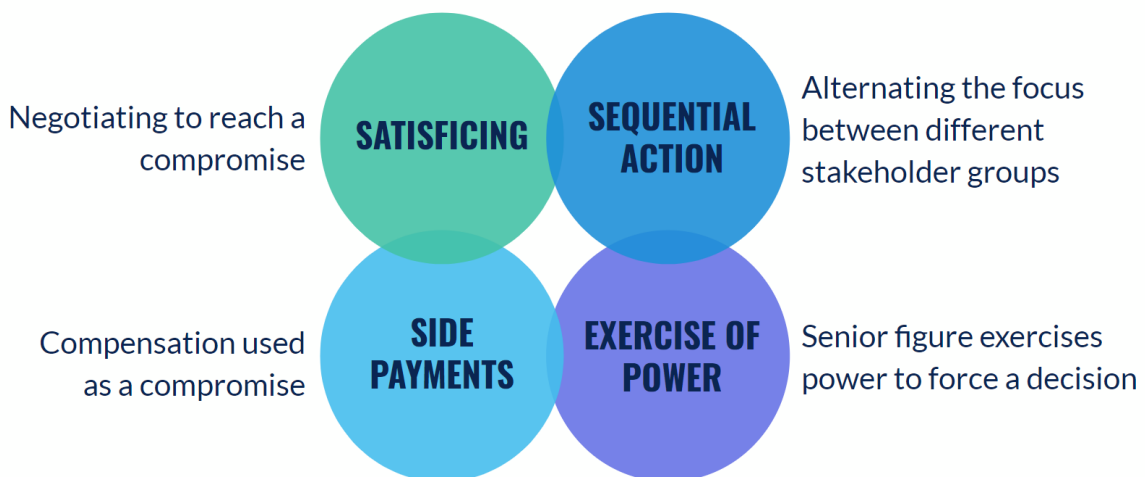 Negotiating to reach a
compromise
SATISFICING
SEQUENTIAL
ACTION
Alternating the focus
between different
stakeholder groups
Compensation used
as a compromise
SIDE
PAYMENTS
EXERCISE OF
POWER
Senior figure exercises
power to force a decision